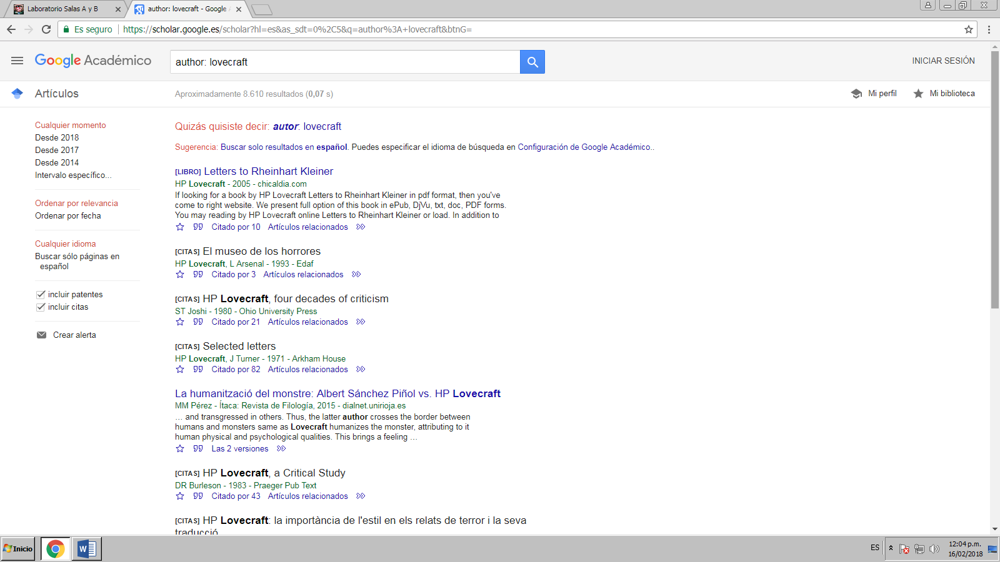 Laboratorio Salas A y B
author: lovecraft - Google A
Es seguro
https://scholar.google.es/scholar?hl=es&as_sdt=0%2C5&q=author%3A+lovecraft&btnG=
Google Académico
author: lovecraft
INICIAR SESIÓN
Artículos
Aproximadamente 8.610 resultados (0,07 s)
Mi perfil
Mi biblioteca
Cualquier momento
Desde 2018
Desde 2017
Desde 2014
Intervalo específico...
Ordenar por relevancia
Ordenar por fecha
Cualquier idioma
Buscar sólo páginas en
español
incluir patentes
incluir citas
Crear alerta
Quizás quisiste decir: autor: lovecraft
Sugerencia: Buscar solo resultados en español. Puedes especificar el idioma de búsqueda en Configuración de Google Académico..
[LIBRO] Letters to Rheinhart Kleiner
HP Lovecraft - 2005 - chicaldia.com
If looking for a book by HP Lovecraft Letters to Rheinhart Kleiner in pdf format, then you've
come to right website. We present full option of this book in ePub, DjVu, txt, doc, PDF forms.
You may reading by HP Lovecraft online Letters to Rheinhart Kleiner or load. In addition to
Citado por 10 Artículos relacionados
[CITAS] El museo de los horrores
HP Lovecraft, L Arsenal - 1993 - Edaf
Citado por 3 Artículos relacionados
[CITAS] HP Lovecraft, four decades of criticism
ST Joshi - 1980 - Ohio University Press
Citado por 21 Artículos relacionados
[CITAS] Selected letters
HP Lovecraft, J Turner - 1971 - Arkham House
Citado por 82 Artículos relacionados
La humanització del monstre: Albert Sánchez Piñol vs. HP Lovecraft
MM Pérez - Ítaca: Revista de Filología, 2015 - dialnet.unirioja.es
… and transgressed in others. Thus, the latter author crosses the border between
humans and monsters same as Lovecraft humanizes the monster, attributing to it
human physical and psychological qualities. This brings a feeling …
Las 2 versiones
[CITAS] HP Lovecraft, a Critical Study
DR Burleson - 1983 - Praeger Pub Text
Citado por 43 Artículos relacionados
[CITAS] HP Lovecraft: la importància de l'estil en els relats de terror i la seva
traducció
Inicio
ES
12:04 p.m.
16/02/2018